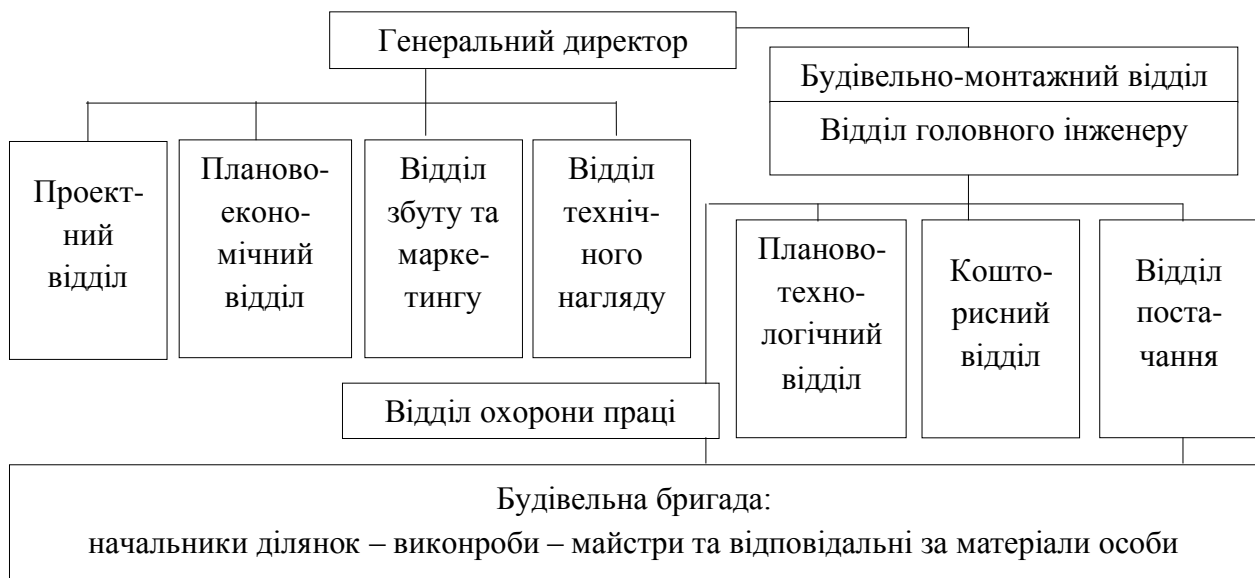 Генеральний директор
Будівельно-монтажний відділ
Відділ головного інженеру
Проект-
ний
відділ
Планово-
еконо-
мічний
відділ
Відділ
збуту та
марке-
тингу
Відділ
техніч-
ного
нагляду
Планово-
техно-
логічний
відділ
Кошто-
рисний
відділ
Відділ
поста-
чання
Відділ охорони праці
Будівельна бригада:
начальники ділянок – виконроби – майстри та відповідальні за матеріали особи